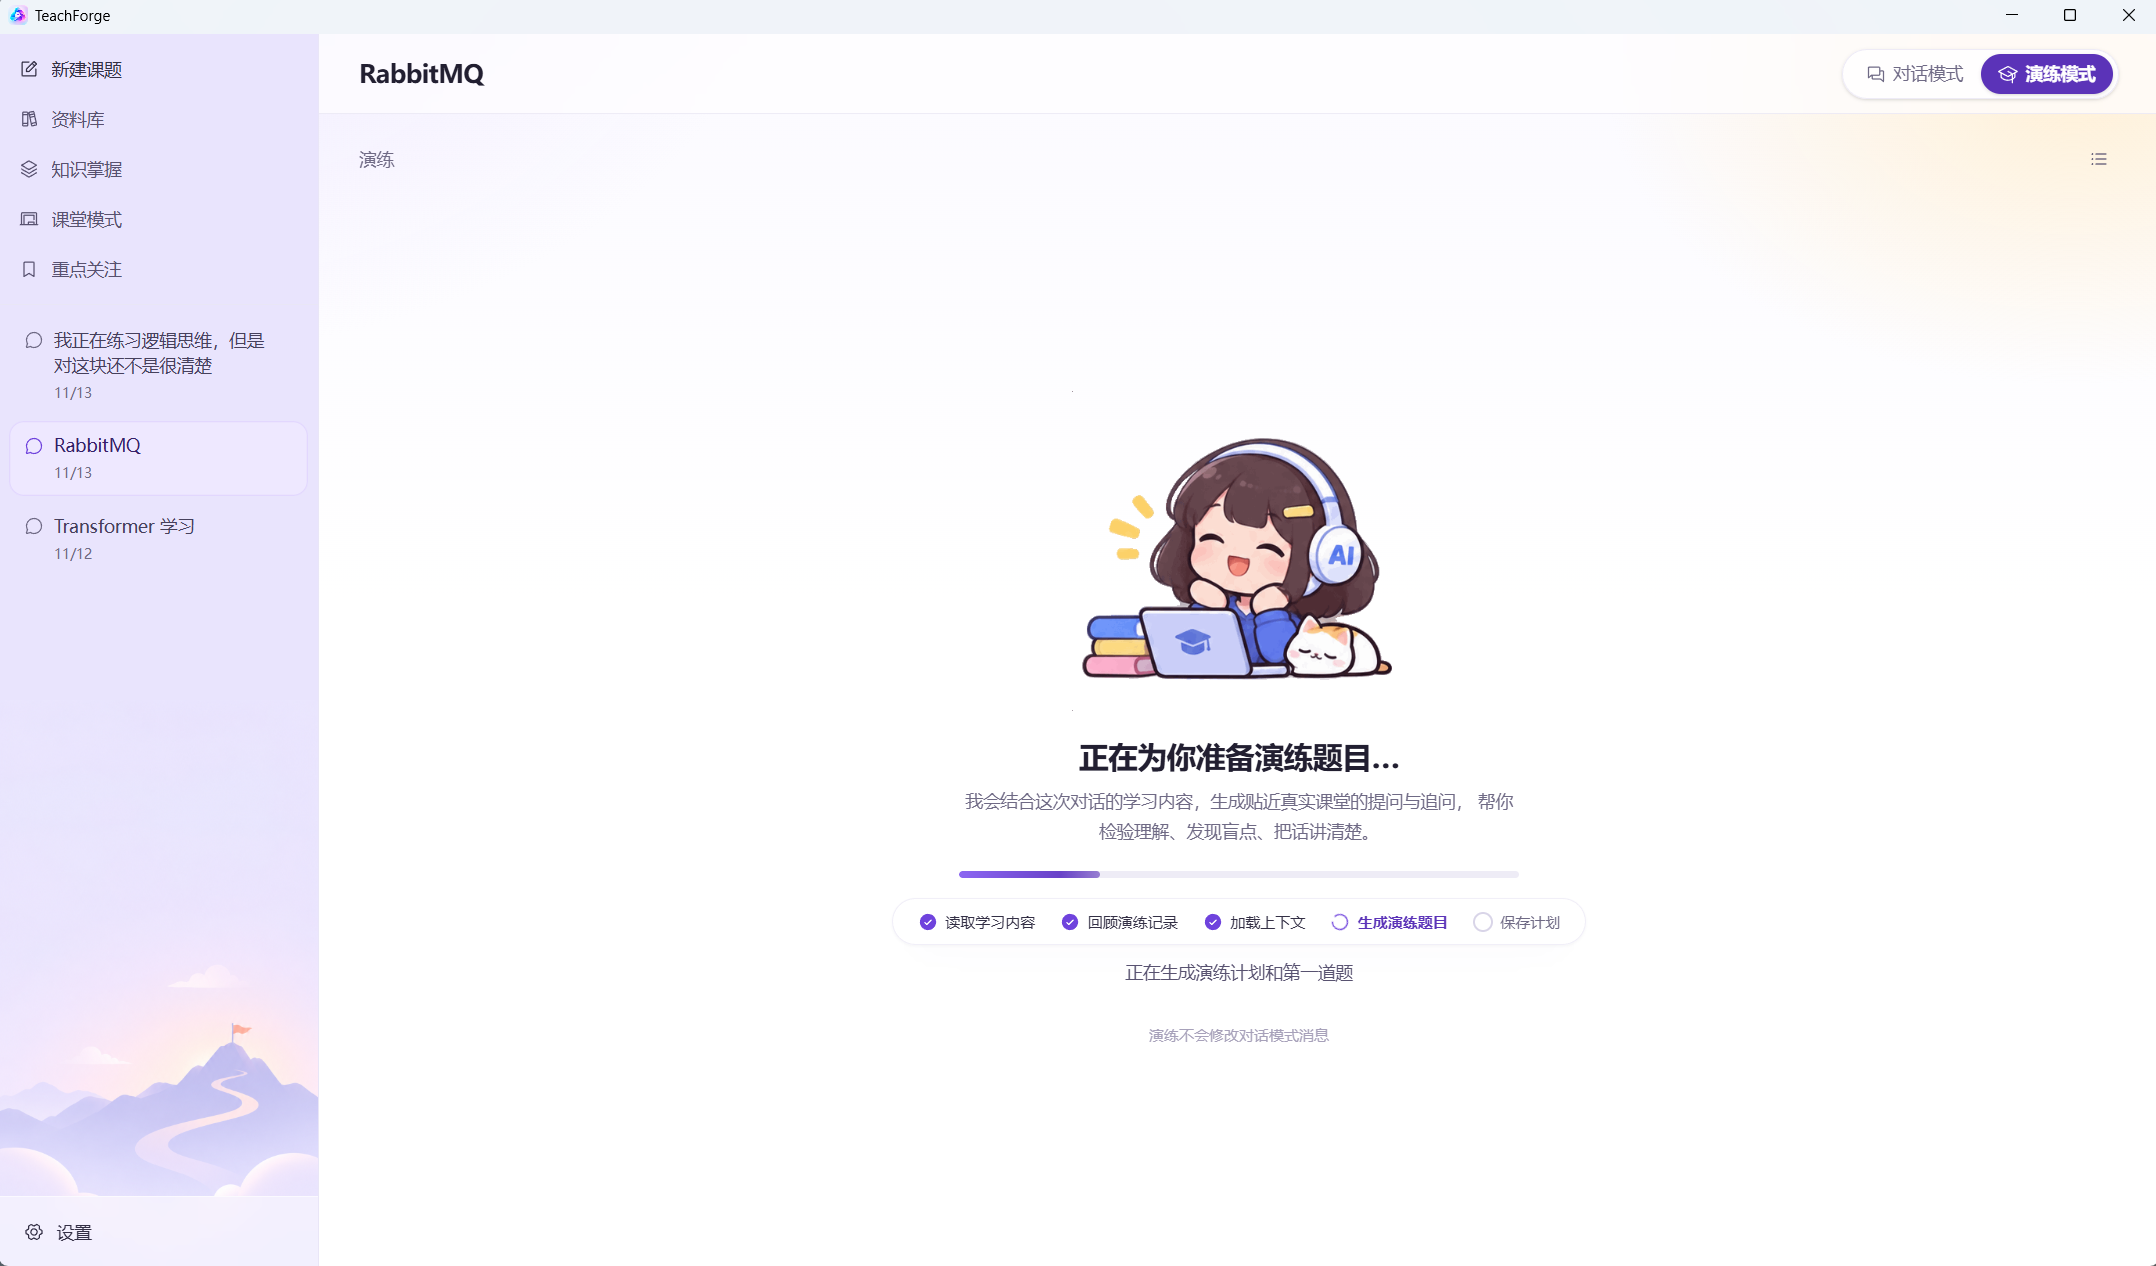 TeachForge
新建课题
资料库
知识掌握
课堂模式
重点关注
我正在练习逻辑思维，但是
对这块还不是很清楚
11/13
RabbitMQ
11/13
Transformer 学习
11/12
设置
RabbitMQ
对话模式
演练模式
演练
AI
正在为你准备演练题目...
我会结合这次对话的学习内容，生成贴近真实课堂的提问与追问， 帮你
检验理解、发现盲点、把话讲清楚。
读取学习内容
回顾演练记录
加载上下文
生成演练题目
保存计划
正在生成演练计划和第一道题
演练不会修改对话模式消息